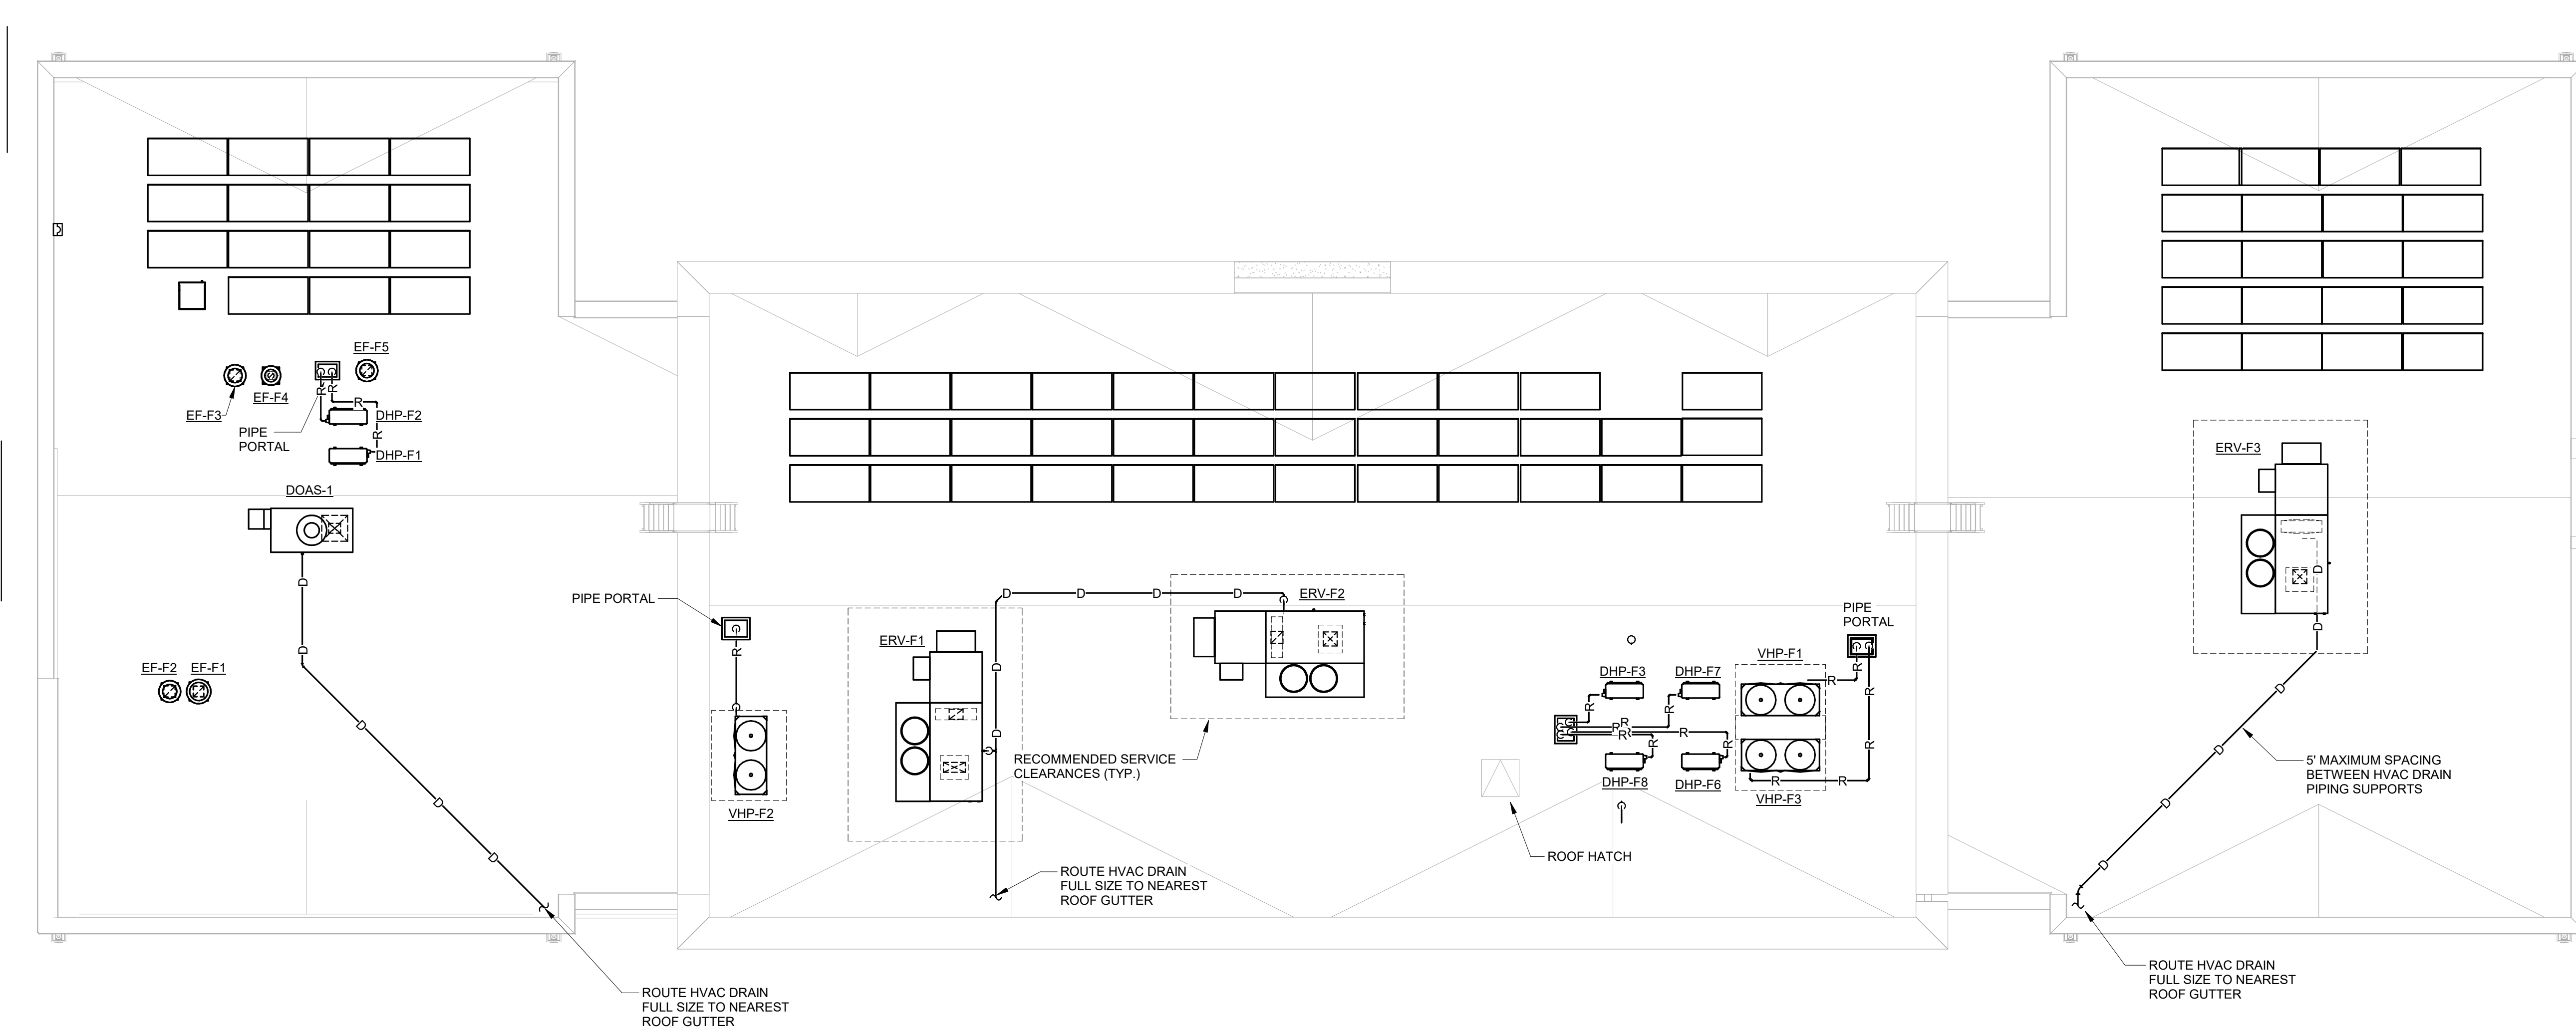 EF-F5
EF-F3
EF-F4
R
R
R
DHP-F2
PIPE
PORTAL
R
DHP-F1
DOAS-1
D
D
EF-F2
EF-F1
D
D
D
ROUTE HVAC DRAIN
FULL SIZE TO NEAREST
ROOF GUTTER
PIPE PORTAL
R
VHP-F2
ERV-F1
D
D
D
D
D
D
ERV-F2
RECOMMENDED SERVICE
CLEARANCES (TYP.)
ROUTE HVAC DRAIN
FULL SIZE TO NEAREST
ROOF GUTTER
DHP-F3
DHP-F7
VHP-F1
PIPE
PORTAL
R
R
R
R
R
R
R
R
R
R
R
R
R
DHP-F8
DHP-F6
VHP-F3
ROOF HATCH
ERV-F3
D
D
D
D
D
D
5' MAXIMUM SPACING
BETWEEN HVAC DRAIN
PIPING SUPPORTS
ROUTE HVAC DRAIN
FULL SIZE TO NEAREST
ROOF GUTTER